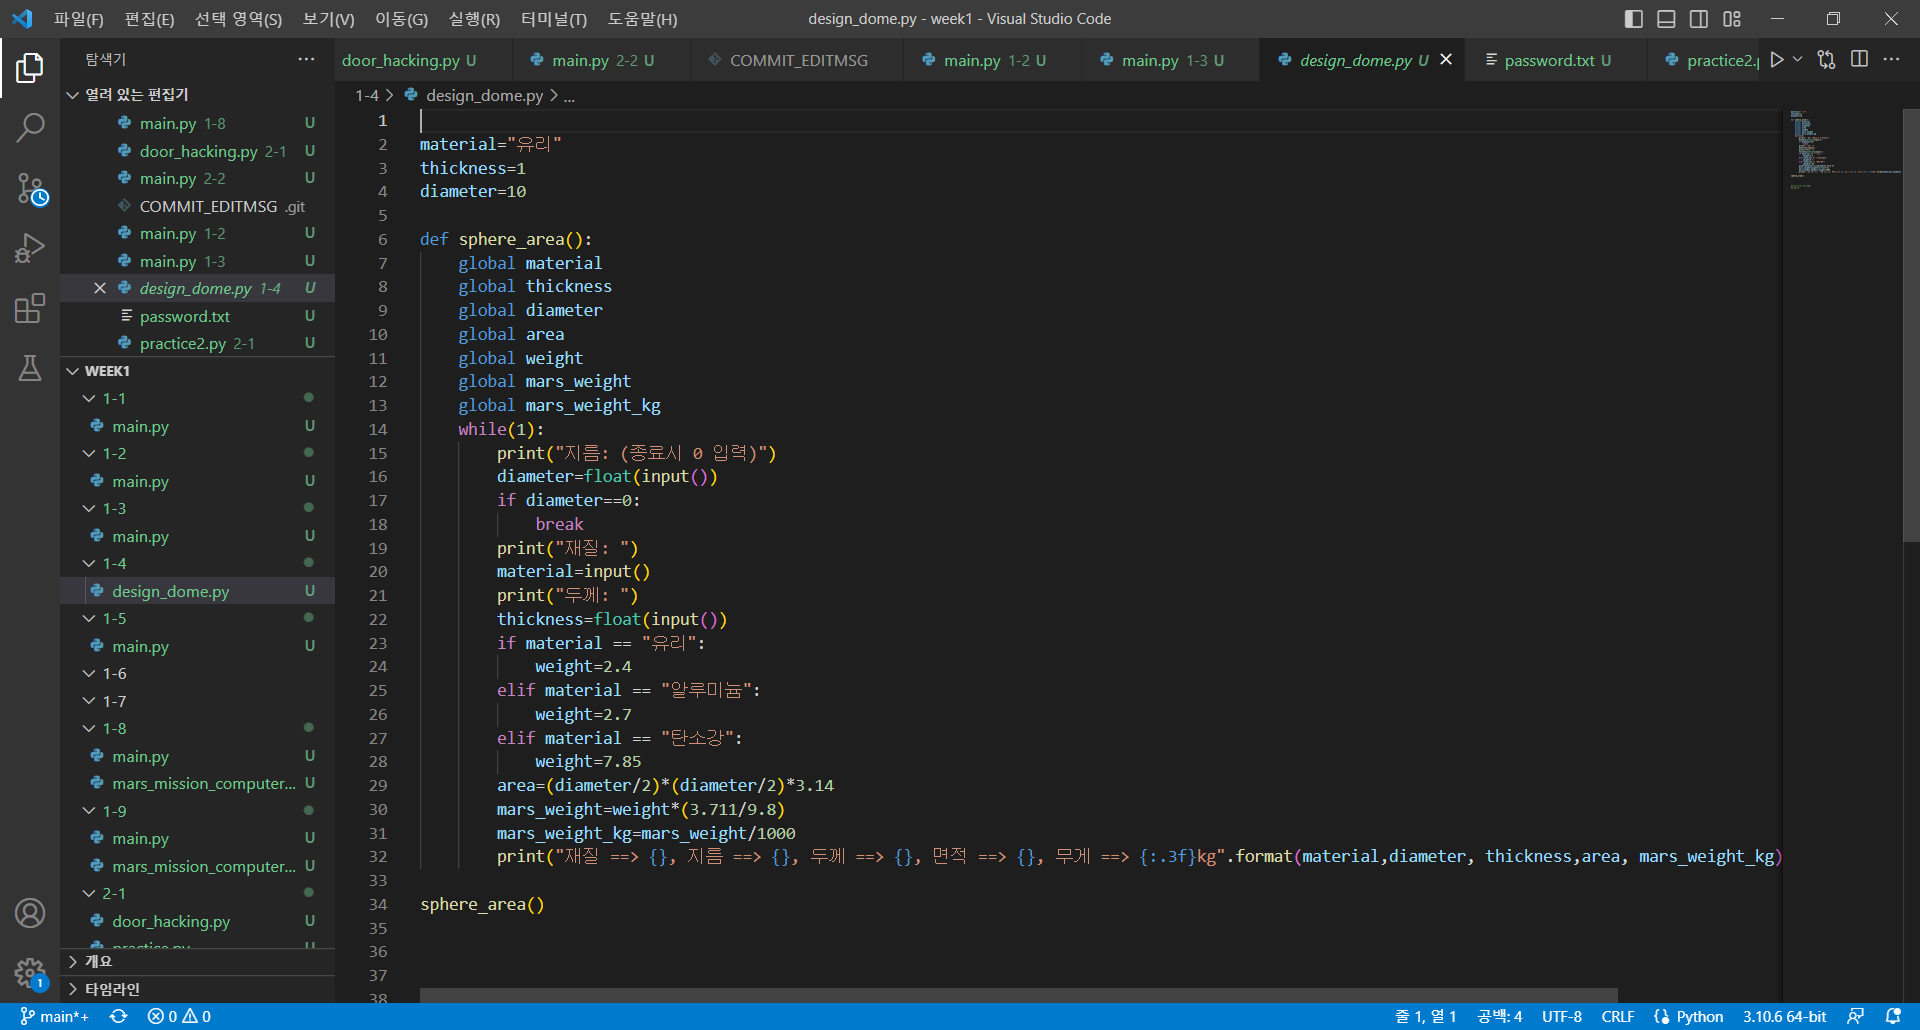 파일(F) 편집(E) 선택 영역(S) 보기(V) 이동(G) 실행(R) 터미널(T) 도움말(H) design_dome.py - week1 - Visual Studio Code
탐색기
door_hacking.py U main.py 2-2 U COMMIT_EDITMSG main.py 1-2 U main.py 1-3 U design_dome.py U password.txt U practice2.p
열려 있는 편집기
main.py 1-8 U
door_hacking.py 2-1 U
main.py 2-2 U
COMMIT_EDITMSG .git
main.py 1-2 U
main.py 1-3 U
design_dome.py 1-4 U
password.txt U
practice2.py 2-1 U
WEEK1
1-1
main.py U
1-2
main.py U
1-3
main.py U
1-4
design_dome.py U
1-5
main.py U
1-6
1-7
1-8
main.py U
mars_mission_computer... U
1-9
main.py U
mars_mission_computer... U
2-1
door_hacking.py U
practice.py U
개요
타임라인
1-4 > design_dome.py > ...
1
2 material="유리"
3 thickness=1
4 diameter=10
5
6 def sphere_area():
7     global material
8     global thickness
9     global diameter
10     global area
11     global weight
12     global mars_weight
13     global mars_weight_kg
14     while(1):
15         print("지름: (종료시 0 입력)")
16         diameter=float(input())
17         if diameter==0:
18             break
19         print("재질: ")
20         material=input()
21         print("두께: ")
22         thickness=float(input())
23         if material == "유리":
24             weight=2.4
25         elif material == "알루미늄":
26             weight=2.7
27         elif material == "탄소강":
28             weight=7.85
29         area=(diameter/2)*(diameter/2)*3.14
30         mars_weight=weight*(3.711/9.8)
31         mars_weight_kg=mars_weight/1000
32         print("재질 ==> {}, 지름 ==> {}, 두께 ==> {}, 면적 ==> {}, 무게 ==> {:.3f}kg".format(material,diameter, thickness,area, mars_weight_kg)
33
34 sphere_area()
35
36
37
38
1
main*+ 0 0 줄 1, 열 1 공백: 4 UTF-8 CRLF Python 3.10.6 64-bit